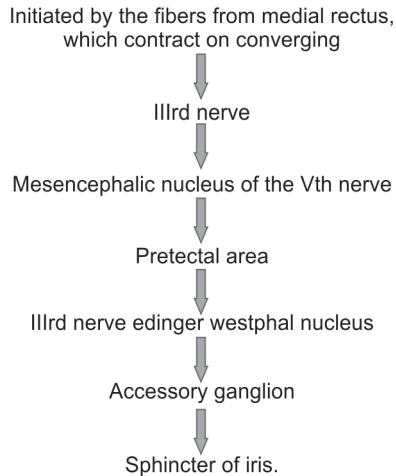 Initiated by the fibers from medial rectus,
which contract on converging
IIIrd nerve
Mesencephalic nucleus of the Vth nerve
Pretectal area
IIIrd nerve edinger westphal nucleus
Accessory ganglion
Sphincter of iris.